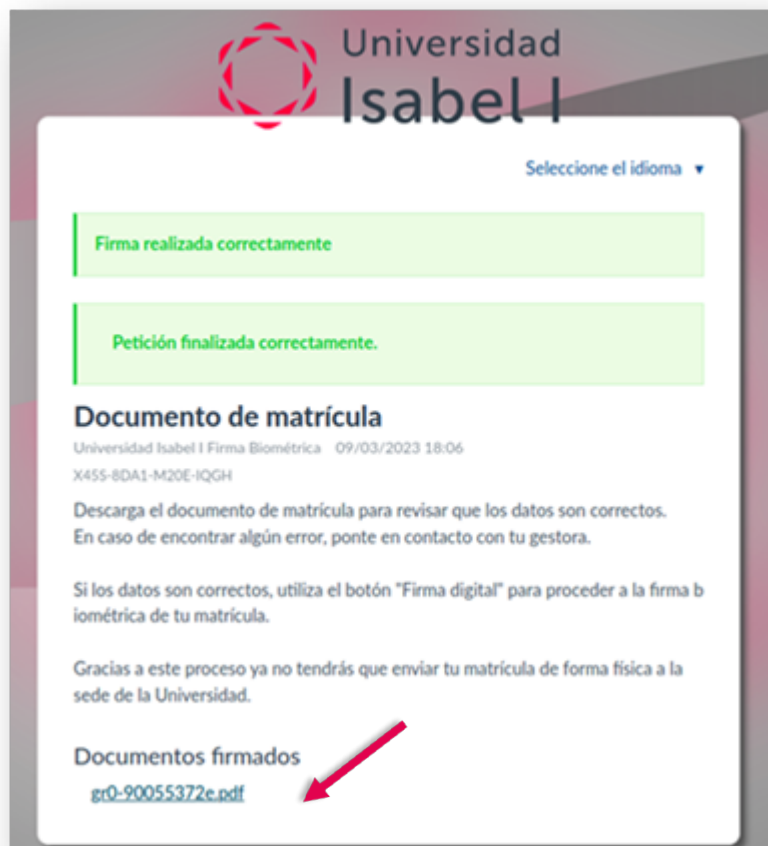 Universidad
Isabel I
Seleccione el idioma ▼
Firma realizada correctamente
Petición finalizada correctamente.
Documento de matrícula
Universidad Isabel I Firma Biométrica 09/03/2023 18:06
X45S-8DA1-M20E-IQGH
Descarga el documento de matrícula para revisar que los datos son correctos.
En caso de encontrar algún error, ponte en contacto con tu gestora.
Si los datos son correctos, utiliza el botón "Firma digital" para proceder a la firma b
iométrica de tu matrícula.
Gracias a este proceso ya no tendrás que enviar tu matrícula de forma física a la
sede de la Universidad.
Documentos firmados
gr0-90055372e.pdf